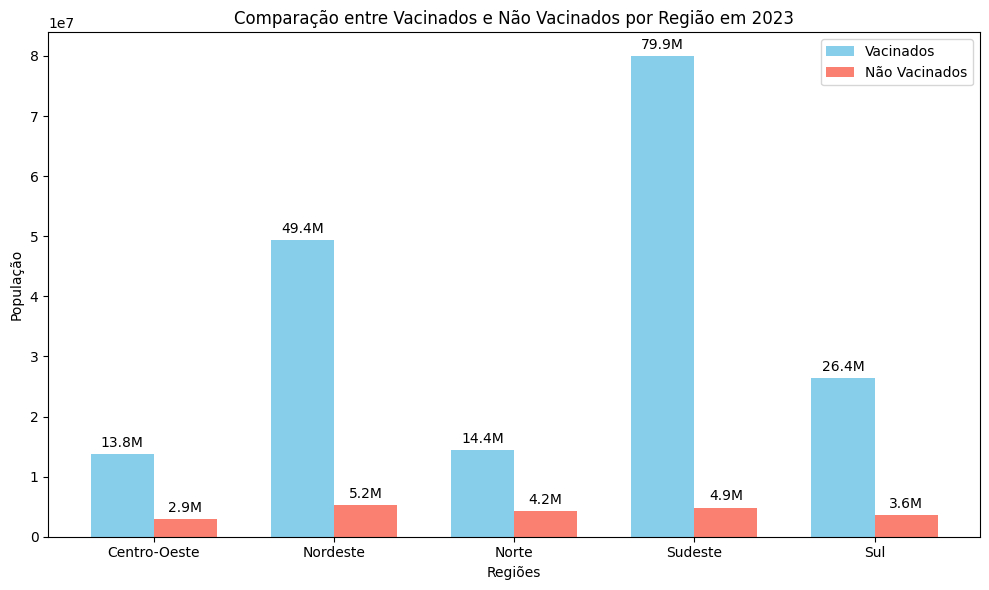 Comparação entre Vacinados e Não Vacinados por Região em 2023
1e7
Vacinados
Não Vacinados
População
8
7
6
5
4
3
2
1
0
13.8M
2.9M
49.4M
5.2M
14.4M
4.2M
79.9M
4.9M
26.4M
3.6M
Centro-Oeste
Nordeste
Norte
Sudeste
Sul
Regiões